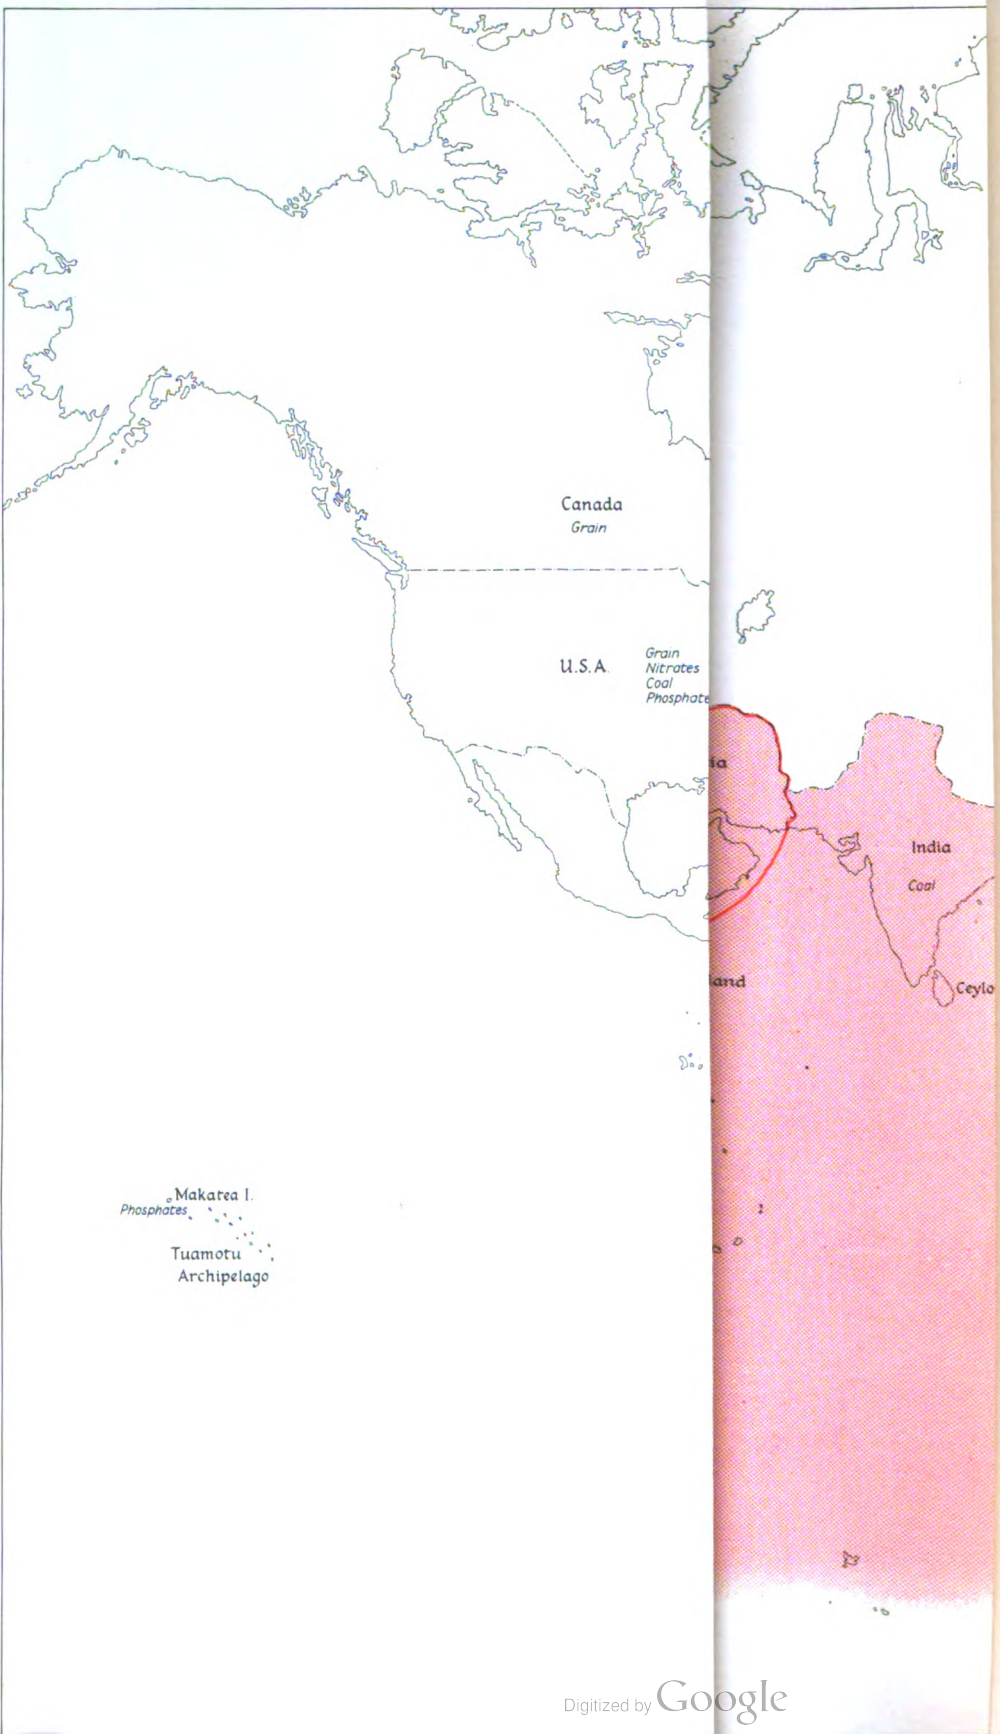 Canada
Grain
U.S.A.
Grain
Nitrates
Coal
Phosphate
ia
India
Coal
land
Ceylo
Makatea I.
Phosphates
Tuamotu
Archipelago
Digitized by Google